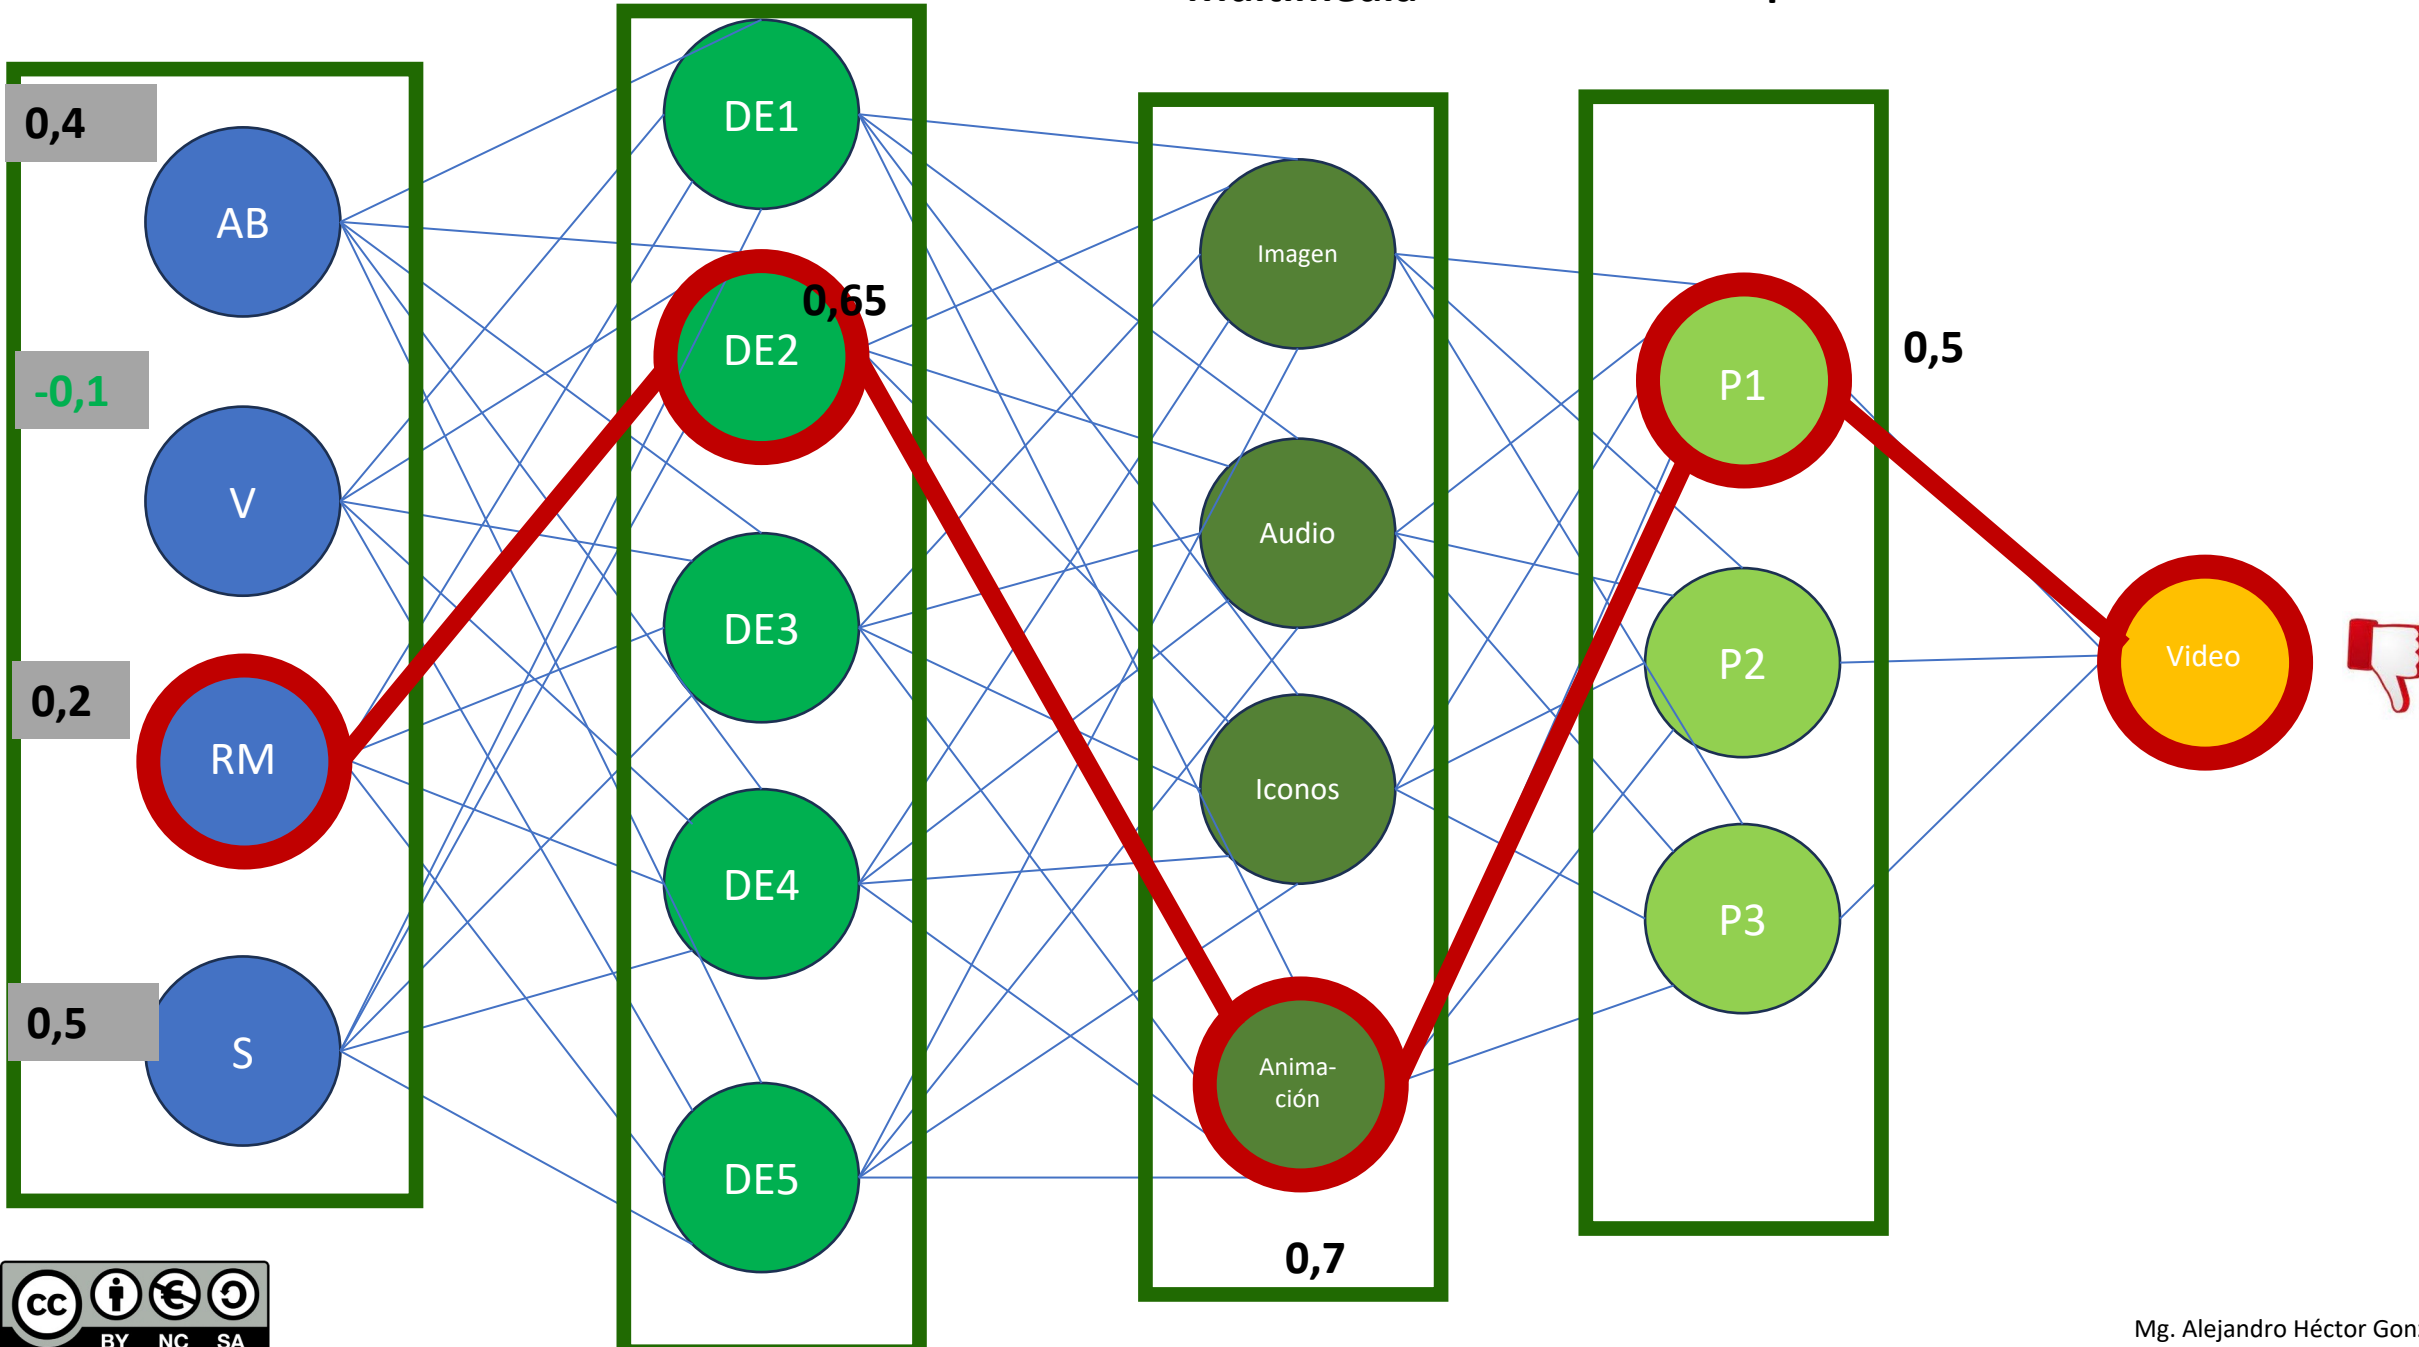 0,4
AB
-0,1
V
0,2
RM
0,5
S
DE1
0,65
DE2
DE3
DE4
DE5
Imagen
Audio
Iconos
Anima-
ción
0,7
0,5
P1
P2
P3
Video
cc
BY NC SA
Mg. Alejandro Héctor